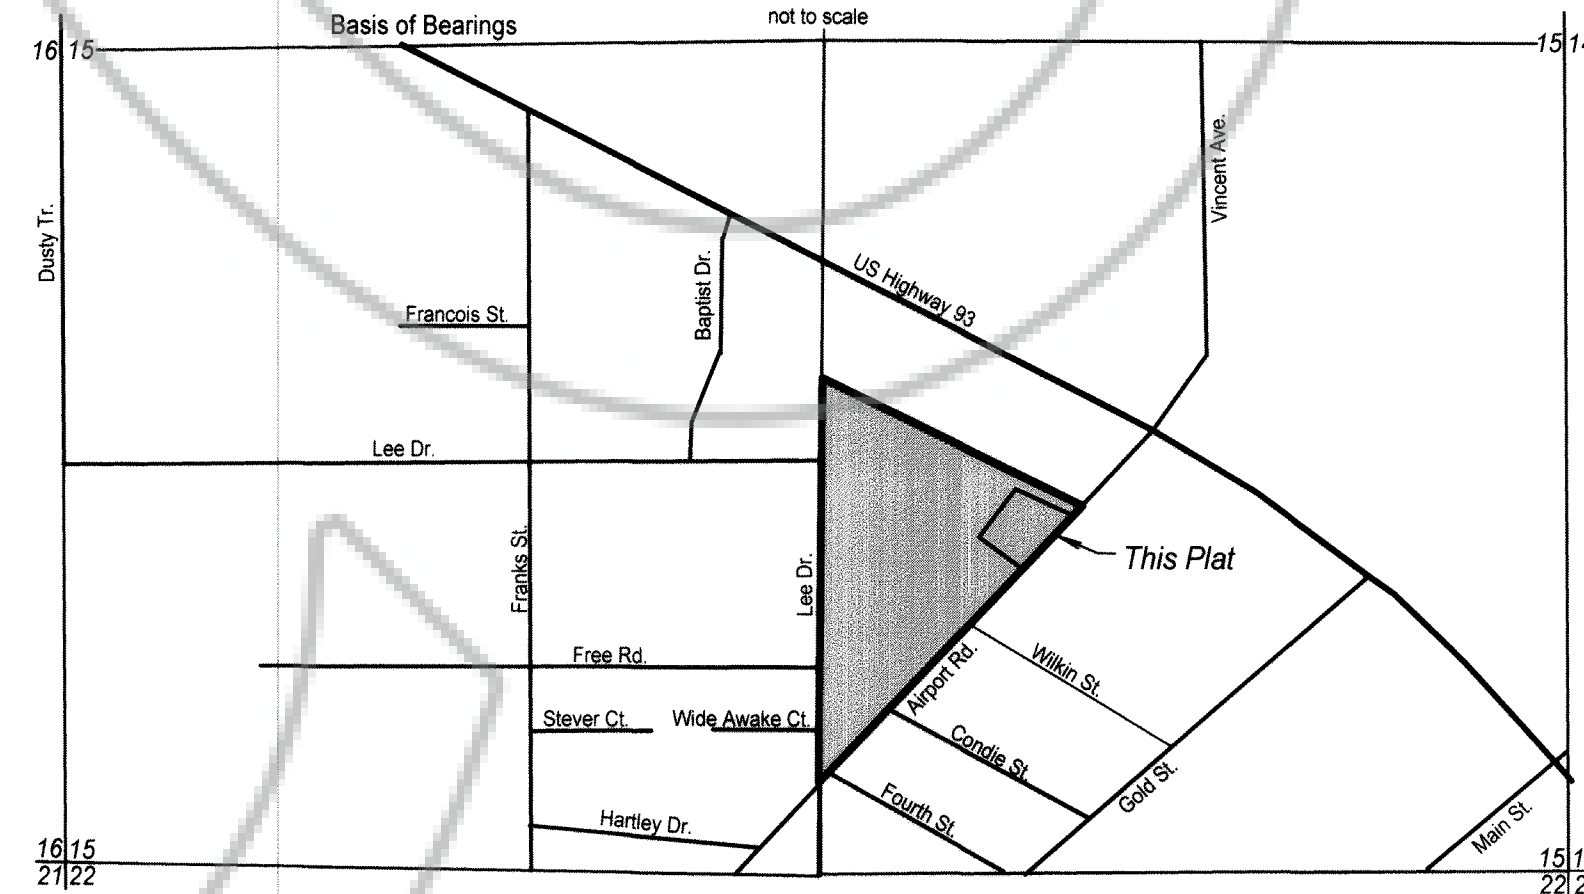 not to scale
Basis of Bearings
16 15
15 14
Vincent Ave.
Dusty Tr.
Baptist Dr.
US Highway 93
Francois St.
Lee Dr.
Franks St.
Lee Dr.
This Plat
Free Rd.
Airport Rd.
Wilkin St.
Stever Ct.
Wide Awake Ct.
Condie St.
Gold St.
Fourth St.
Hartley Dr.
Main St.
16 15
21 22
15 1
22 2